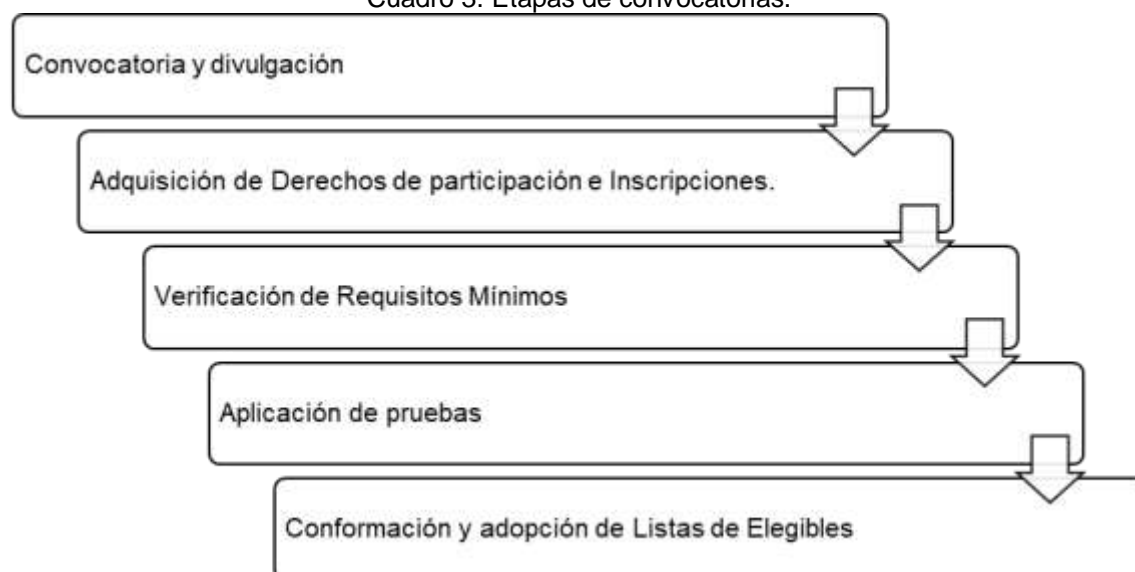 Cuadro 3. Etapas de convocatorias.
Convocatoria y divulgación
Adquisición de Derechos de participación e Inscripciones.
Verificación de Requisitos Mínimos
Aplicación de pruebas
Conformación y adopción de Listas de Elegibles